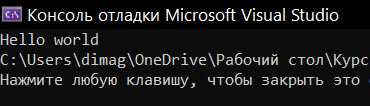 Консоль отладки Microsoft Visual Studio
Hello world
C:\Users\dimag\OneDrive\Рабочий стол\Курс
Нажмите любую клавишу, чтобы закрыть это